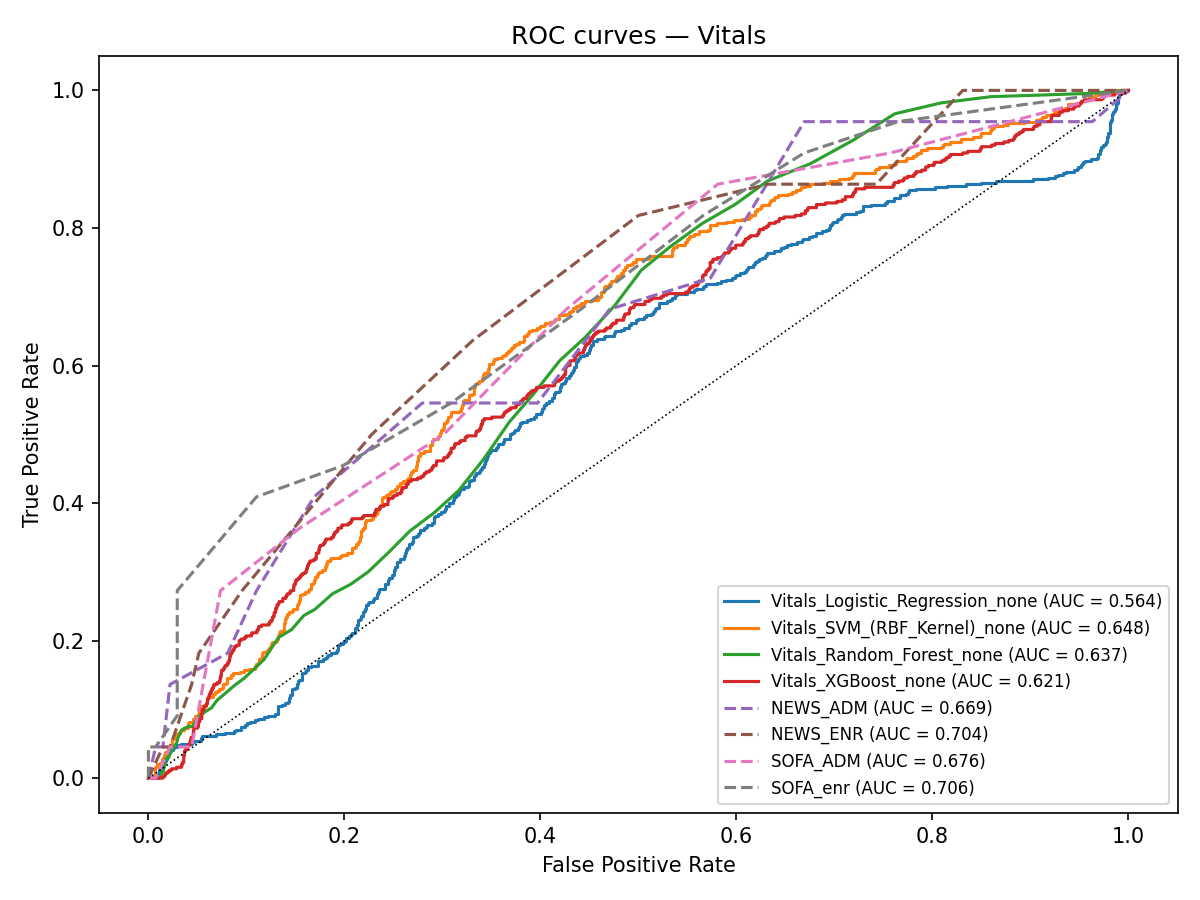 ROC curves — Vitals
True Positive Rate
1.0
0.8
0.6
0.4
0.2
0.0
Vitals_Logistic_Regression_none (AUC = 0.564)
Vitals_SVM_(RBF_Kernel)_none (AUC = 0.648)
Vitals_Random_Forest_none (AUC = 0.637)
Vitals_XGBoost_none (AUC = 0.621)
NEWS_ADM (AUC = 0.669)
NEWS_ENR (AUC = 0.704)
SOFA_ADM (AUC = 0.676)
SOFA_enr (AUC = 0.706)
0.0 0.2 0.4 0.6 0.8 1.0
False Positive Rate